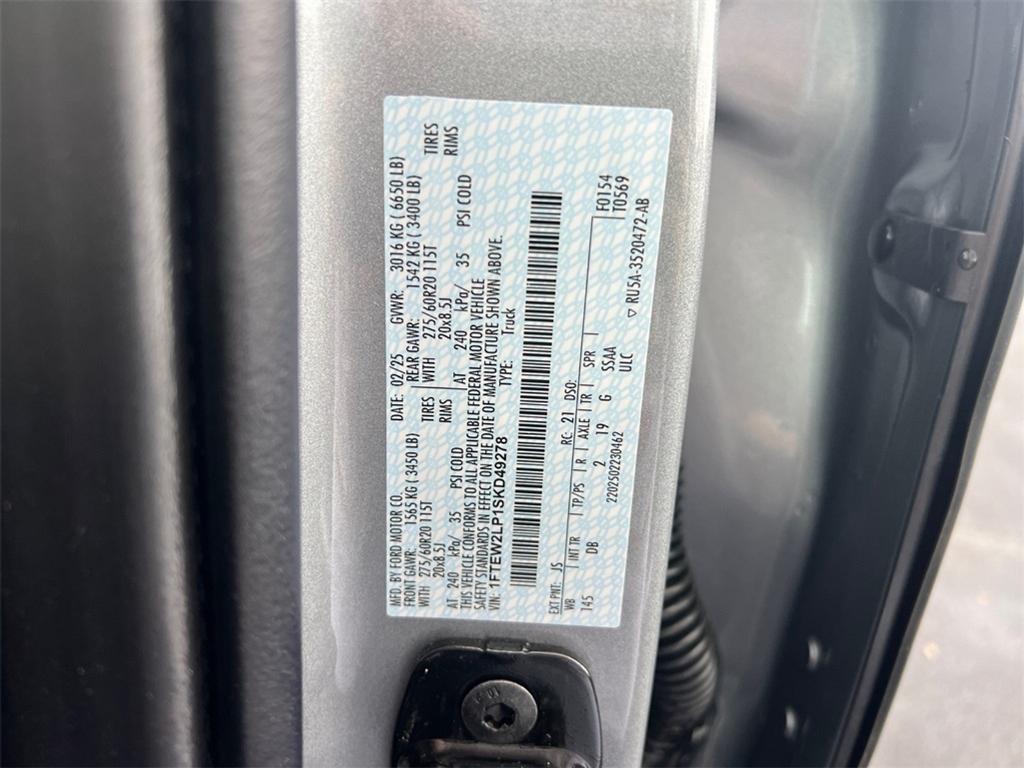 MFD. BY FORD MOTOR CO. DATE: 02/25 GVWR: 3016 KG ( 6650 LB)
FRONT GAWR: 1565 KG ( 3450 LB) REAR GAWR: 1542 KG ( 3400 LB)
WITH 275/60R20 115T TIRES WITH 275/60R20 115T TIRES
20x8.5J RIMS 20x8.5J RIMS
AT 240 kPa/ 35 PSI COLD AT 240 kPa/ 35 PSI COLD
THIS VEHICLE CONFORMS TO ALL APPLICABLE FEDERAL MOTOR VEHICLE
SAFETY STANDARDS IN EFFECT ON THE DATE OF MANUFACTURE SHOWN ABOVE.
VIN: 1FTEW2LP1SKD49278 TYPE: Truck
EXT PNT: JS RC: 21 DSO: F0154
WB INT TR TP/PS R AXLE TR SPR T0569
145 DB 2 19 G SSAA
2202502230462 ULC ▽ RU5A-3520472-AB